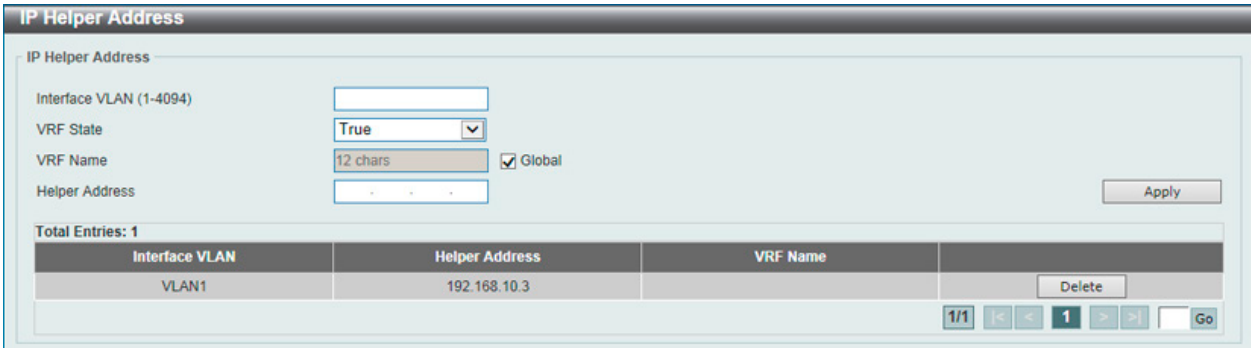 IP Helper Address
IP Helper Address
Interface VLAN (1-4094)
VRF State True
VRF Name 12 chars Global
Helper Address . . . Apply
Total Entries: 1
Interface VLAN Helper Address VRF Name
VLAN1 192.168.10.3 Delete
1/1 |< < 1 > >| Go